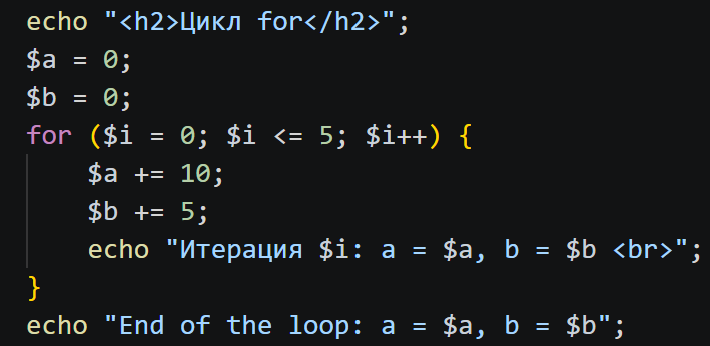 echo "<h2>Цикл for</h2>";
$a = 0;
$b = 0;
for ($i = 0; $i <= 5; $i++) {
    $a += 10;
    $b += 5;
    echo "Итерация $i: a = $a, b = $b <br>";
}
echo "End of the loop: a = $a, b = $b";